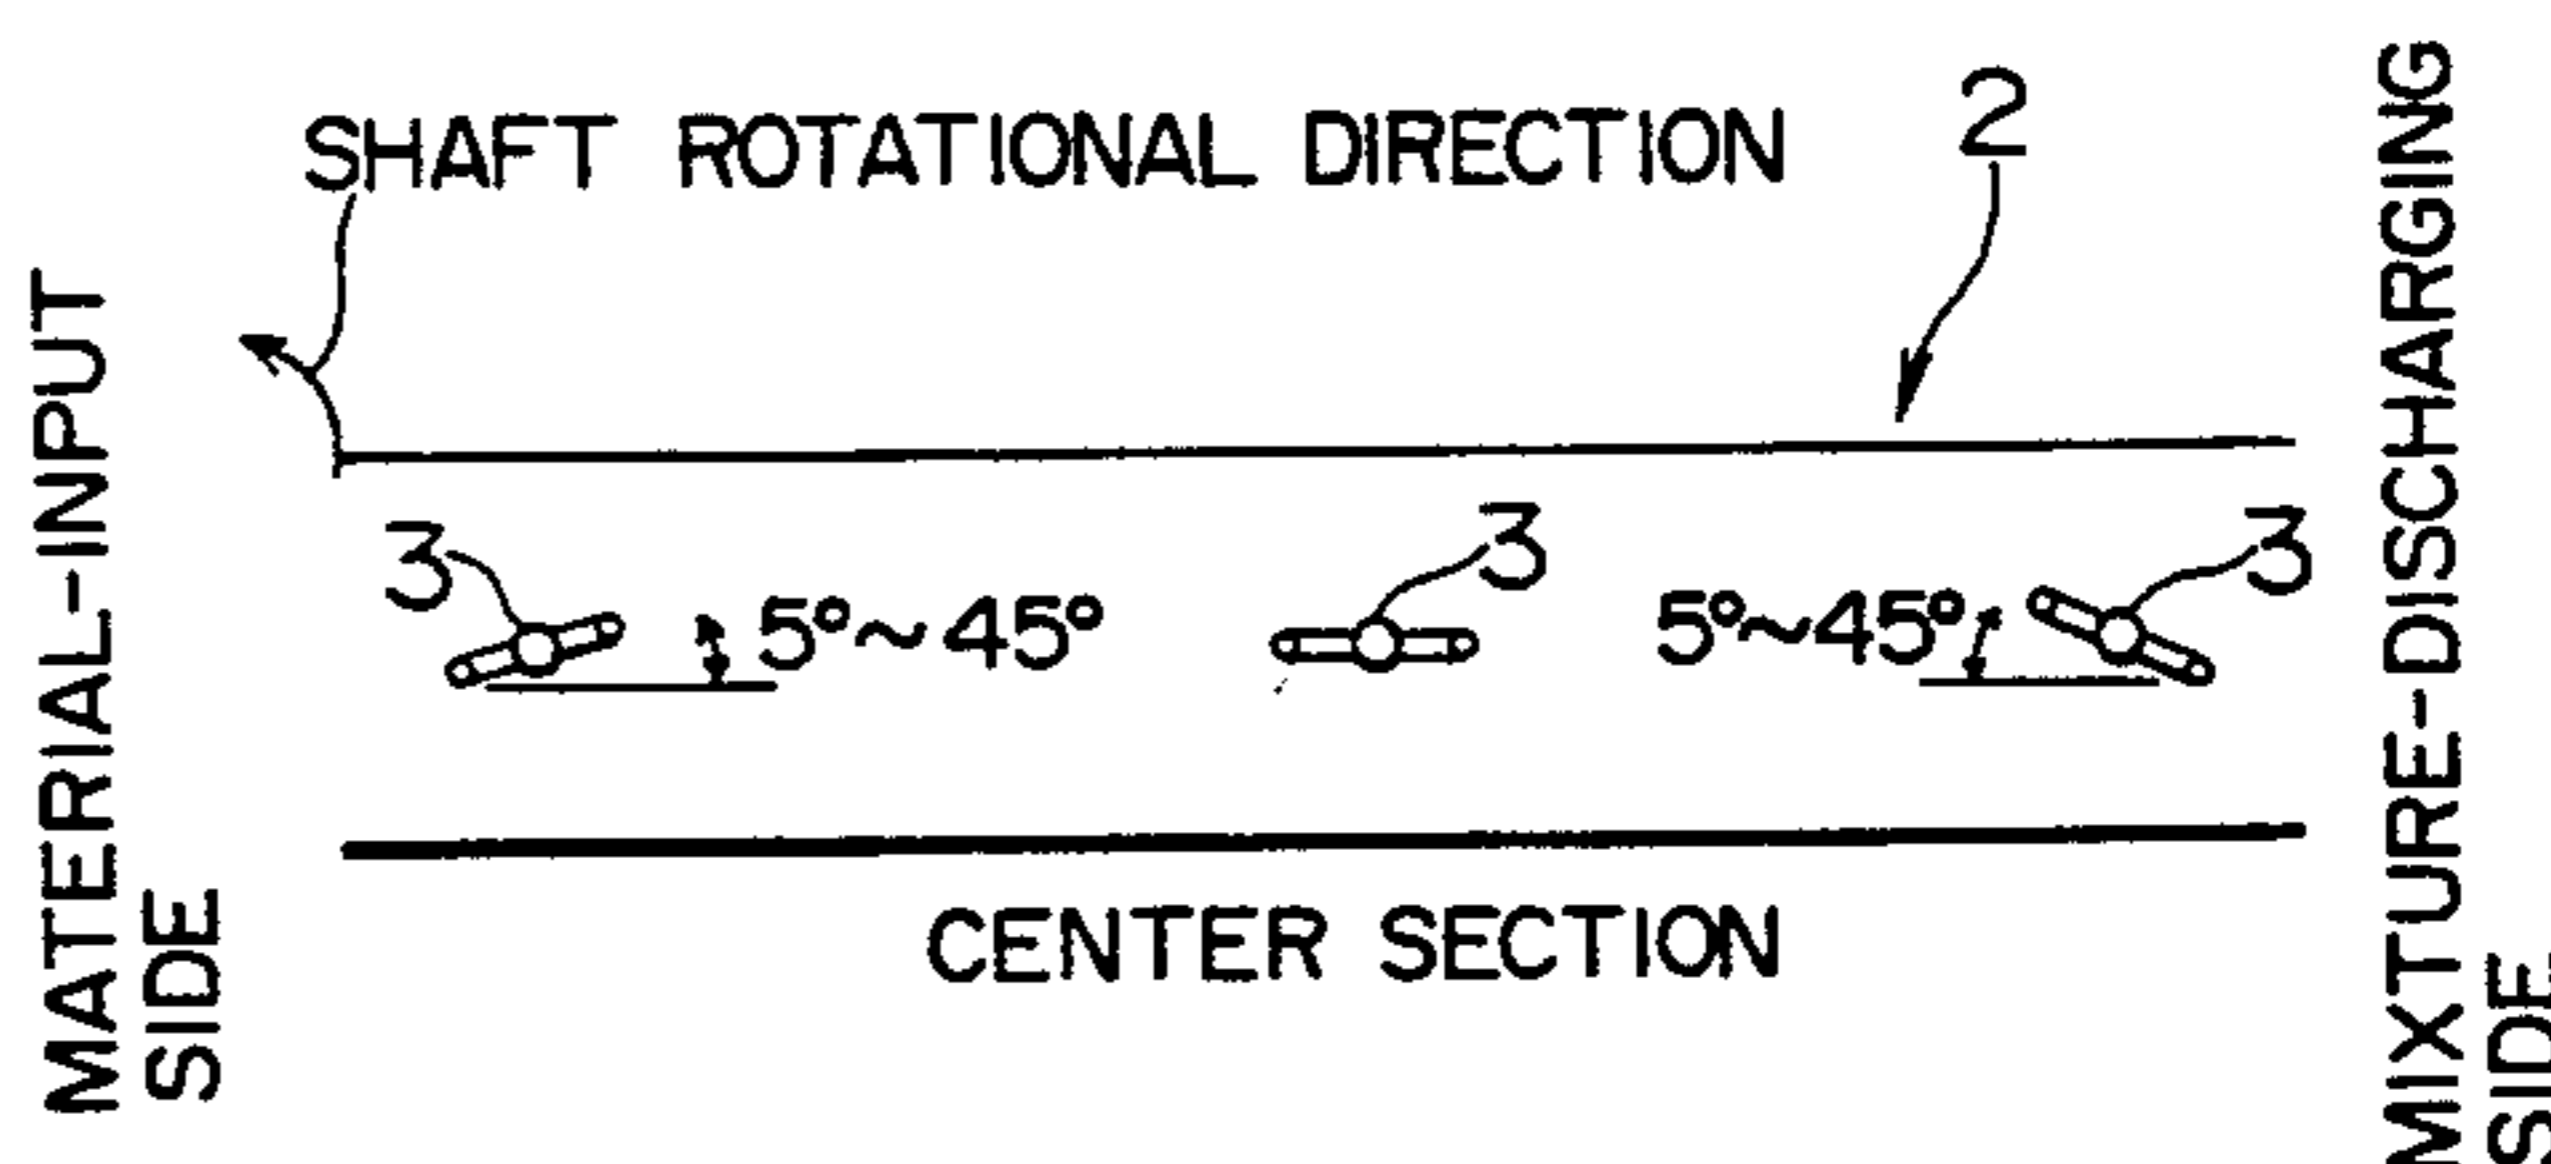 SHAFT ROTATIONAL DIRECTION
2
MATERIAL-INPUT
SIDE
3
5°~45°
3
5°~45°
3
CENTER SECTION
MIXTURE-DISCHARGING
SIDE